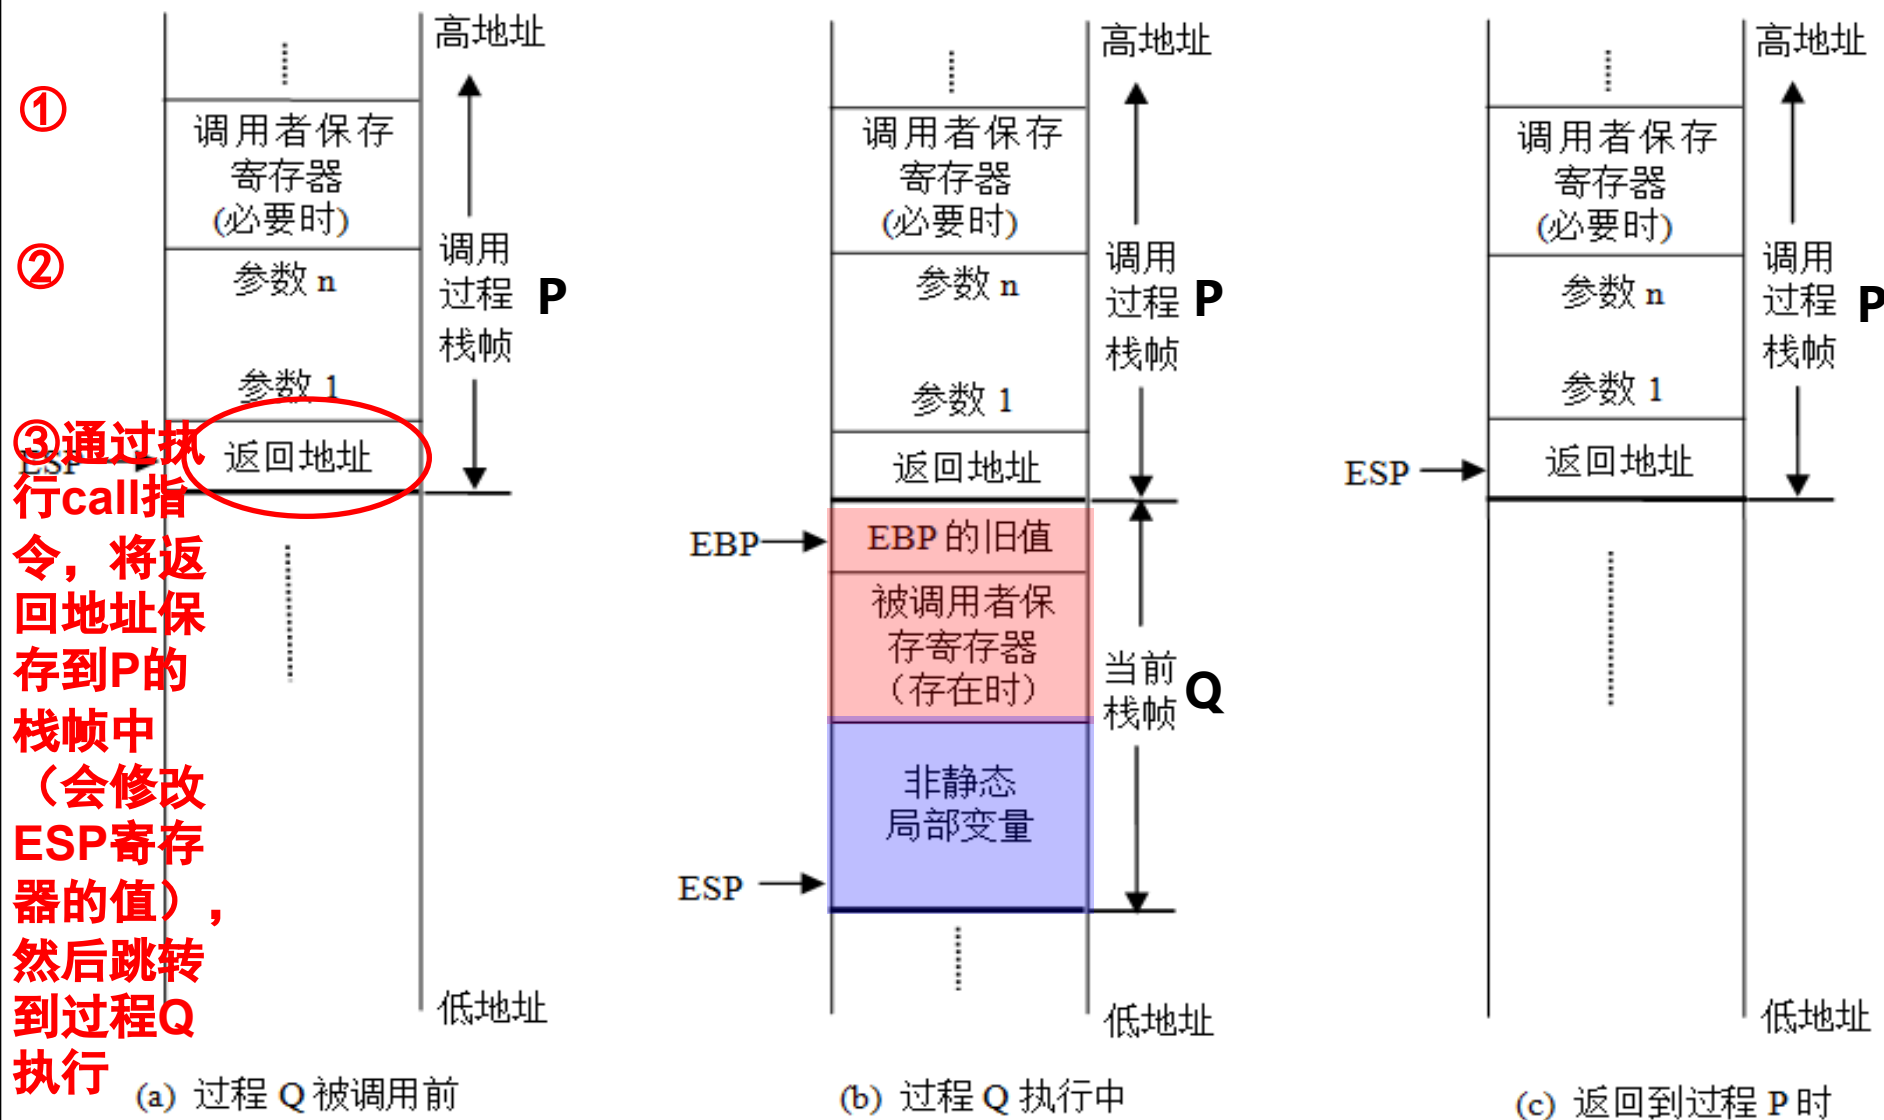 ①
②
③通过执
行call指
令，将返
回地址保
存到P的
栈帧中
（会修改
ESP寄存
器的值），
然后跳转
到过程Q
执行
高地址
调用者保存
寄存器
(必要时)
参数 n
参数 1
返回地址
ESP
调用
过程
栈帧
P
低地址
(a) 过程 Q 被调用前
高地址
调用者保存
寄存器
(必要时)
参数 n
参数 1
返回地址
调用
过程
栈帧
P
EBP
EBP 的旧值
被调用者保
存寄存器
（存在时）
非静态
局部变量
ESP
当前
栈帧
Q
低地址
(b) 过程 Q 执行中
高地址
调用者保存
寄存器
(必要时)
参数 n
参数 1
返回地址
ESP
调用
过程
栈帧
P
低地址
(c) 返回到过程 P 时